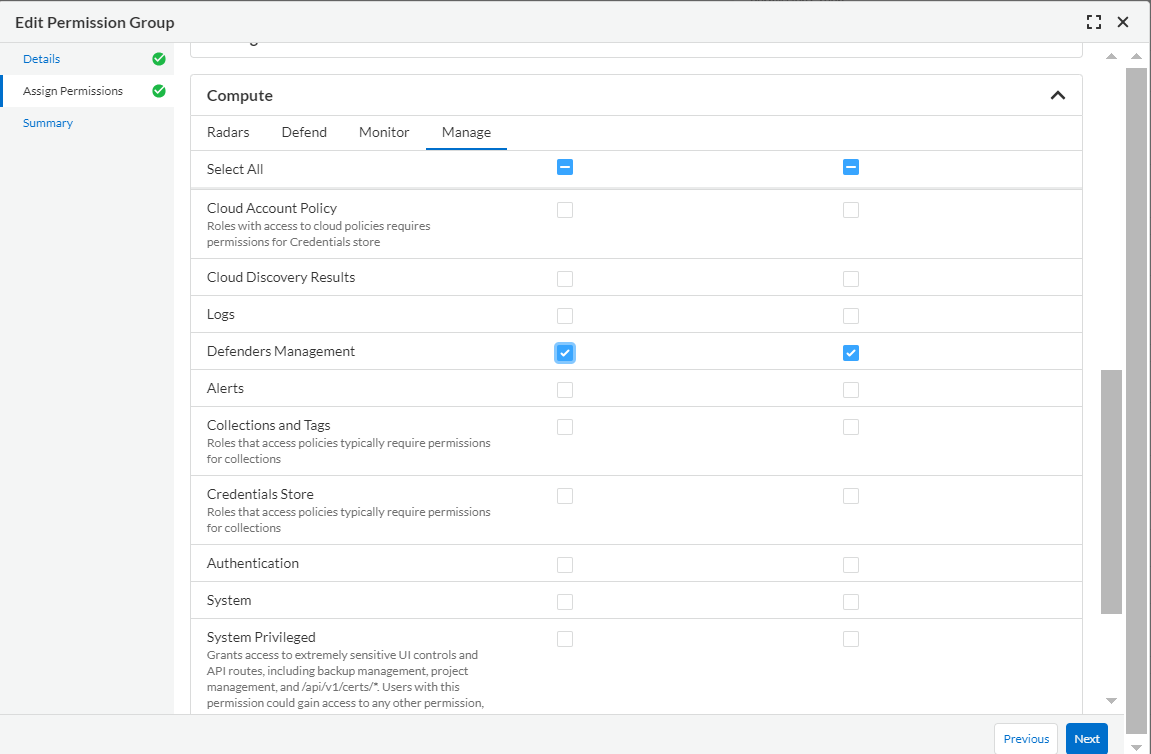 Edit Permission Group
Details
Assign Permissions
Summary
Compute
Radars Defend Monitor Manage
Select All
Cloud Account Policy
Roles with access to cloud policies requires
permissions for Credentials store
Cloud Discovery Results
Logs
Defenders Management
Alerts
Collections and Tags
Roles that access policies typically require permissions
for collections
Credentials Store
Roles that access policies typically require permissions
for collections
Authentication
System
System Privileged
Grants access to extremely sensitive UI controls and
API routes, including backup management, project
management, and /api/v1/certs/*. Users with this
permission could gain access to any other permission,
Previous Next